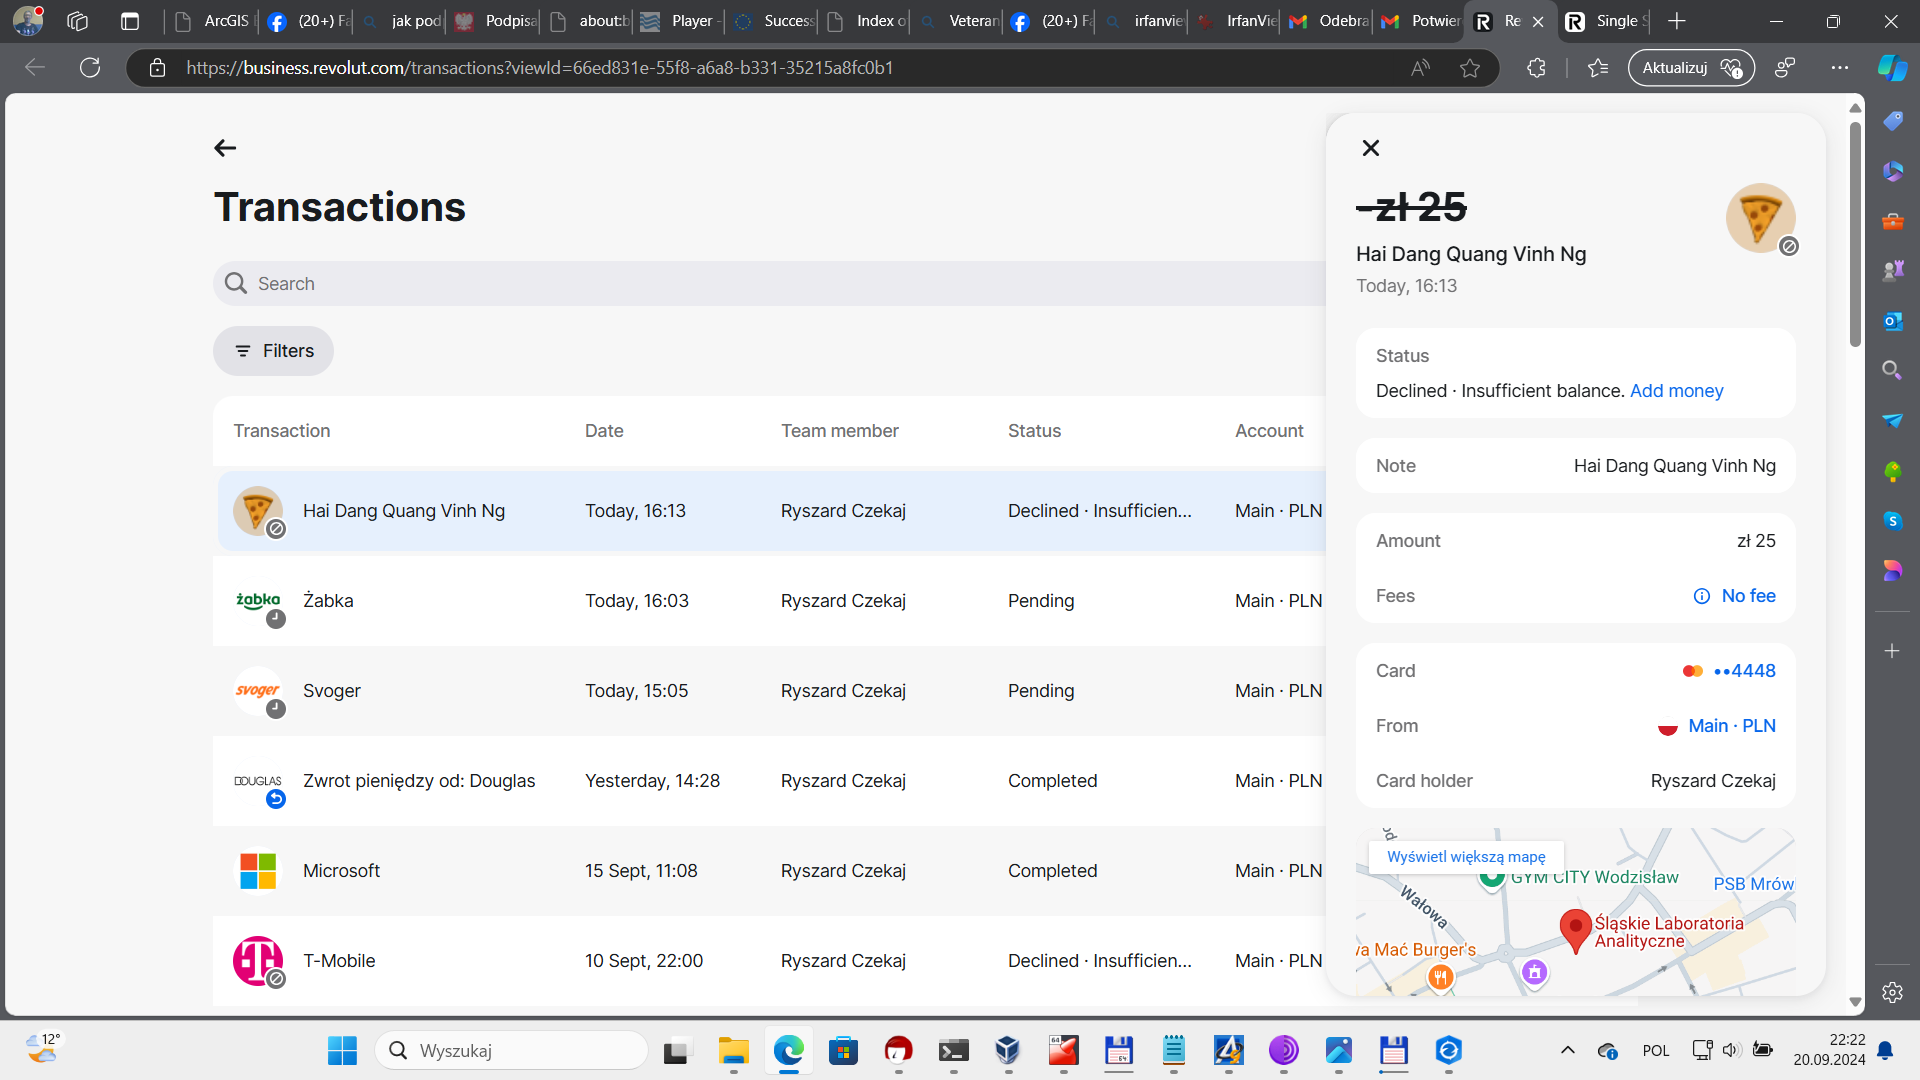 ArcGIS
(20+) Fa
jak pod
Podpisa
about:b
Player -
Success
Index o
Veteran
(20+) Fa
irfanvie
IrfanVie
Odebra
Potwier
Re
Single S
https://business.revolut.com/transactions?viewId=66ed831e-55f8-a6a8-b331-35215a8fc0b1
Aktualizuj
Transactions
Search
Filters
Transaction Date Team member Status Account
Hai Dang Quang Vinh Ng Today, 16:13 Ryszard Czekaj Declined · Insufficien... Main · PLN
żabka Żabka Today, 16:03 Ryszard Czekaj Pending Main · PLN
svoger Svoger Today, 15:05 Ryszard Czekaj Pending Main · PLN
DOUGLAS Zwrot pieniędzy od: Douglas Yesterday, 14:28 Ryszard Czekaj Completed Main · PLN
Microsoft 15 Sept, 11:08 Ryszard Czekaj Completed Main · PLN
T-Mobile 10 Sept, 22:00 Ryszard Czekaj Declined · Insufficien... Main · PLN
-zł 25
Hai Dang Quang Vinh Ng
Today, 16:13
Status
Declined · Insufficient balance. Add money
Note Hai Dang Quang Vinh Ng
Amount zł 25
Fees No fee
Card ••4448
From Main · PLN
Card holder Ryszard Czekaj
Wyświetl większą mapę
GYM CITY Wodzisław
PSB Mrów
Wałowa
Śląskie Laboratoria
Analityczne
va Mać Burger's
12°
Wyszukaj
POL
22:22
20.09.2024